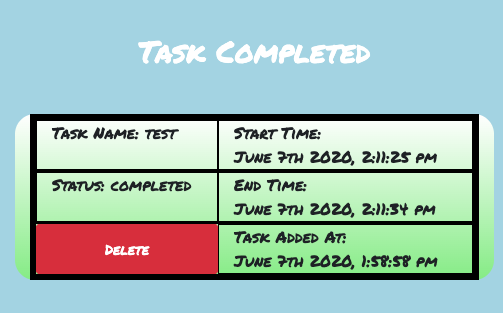 Task Completed
Task Name: test
Start Time:
June 7th 2020, 2:11:25 pm
Status: completed
End Time:
June 7th 2020, 2:11:34 pm
Delete
Task Added At:
June 7th 2020, 1:58:58 pm